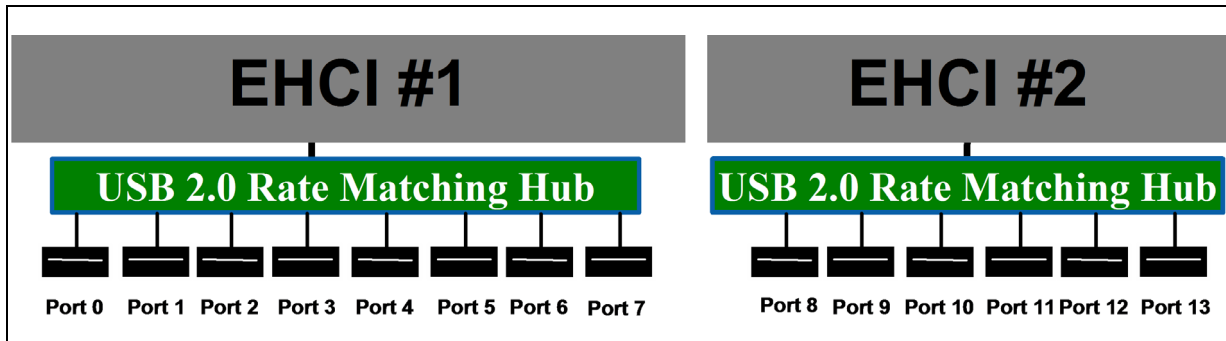 EHCI #1
USB 2.0 Rate Matching Hub
Port 0 Port 1 Port 2 Port 3 Port 4 Port 5 Port 6 Port 7
EHCI #2
USB 2.0 Rate Matching Hub
Port 8 Port 9 Port 10 Port 11 Port 12 Port 13